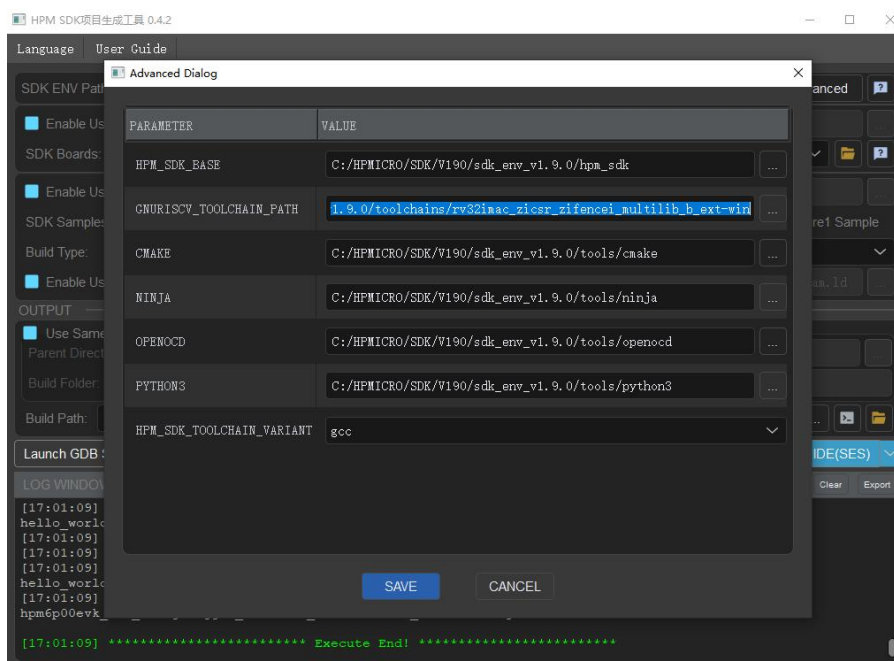 HPM SDK项目生成工具 0.4.2
Language User Guide
Advanced Dialog
SDK ENV Path
anced
PARAMETER VALUE
Enable Us
SDK Boards:
HPM_SDK_BASE C:/HPMICRO/SDK/V190/sdk_env_v1.9.0/hpm_sdk ...
Enable Us
GNURISCV_TOOLCHAIN_PATH 1.9.0/toolchains/rv32imac_zicsr_zifencei_multilib_b_ext-win ...
SDK Samples
re1 Sample
Build Type:
CMAKE C:/HPMICRO/SDK/V190/sdk_env_v1.9.0/tools/cmake ...
Enable Us
am.ld
NINJA C:/HPMICRO/SDK/V190/sdk_env_v1.9.0/tools/ninja ...
OUTPUT
Use Same
OPENOCD C:/HPMICRO/SDK/V190/sdk_env_v1.9.0/tools/openocd ...
Parent Direct
Build Folder:
PYTHON3 C:/HPMICRO/SDK/V190/sdk_env_v1.9.0/tools/python3 ...
Build Path:
HPM_SDK_TOOLCHAIN_VARIANT gcc
Launch GDB S
IDE(SES)
LOG WINDOW
Clear Export
[17:01:09]
hello_world
[17:01:09]
[17:01:09]
[17:01:09]
hello_world
[17:01:09]
hpm6p00evk
SAVE CANCEL
[17:01:09] ************************* Execute End! *************************